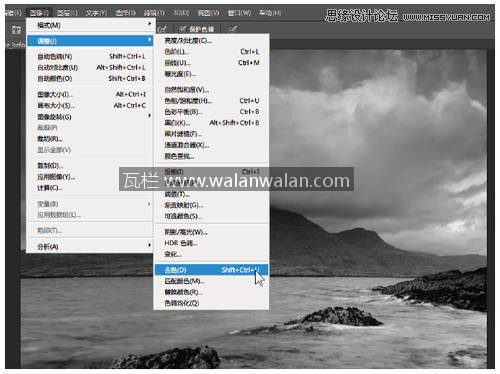 图像(I) 图层(L) 文字(Y) 选择(S) 滤镜(T) 3D(D) 视图(V) 窗口(W) 帮助(H)
思缘设计论坛 WWW.MISSYUAN.COM
保护色调
模式(M)
调整(J)
自动色调(N) Shift+Ctrl+L
自动对比度(U) Alt+Shift+Ctrl+L
自动颜色(O) Shift+Ctrl+B
图像大小(I)... Alt+Ctrl+I
画布大小(S)... Alt+Ctrl+C
图像旋转(G)
裁剪(P)
裁切(R)...
显示全部(V)
复制(D)...
应用图像(Y)...
计算(C)...
变量(B)
应用数据组(L)...
陷印(T)...
分析(A)
亮度/对比度(C)...
色阶(L)... Ctrl+L
曲线(U)... Ctrl+M
曝光度(E)...
自然饱和度(V)...
色相/饱和度(H)... Ctrl+U
色彩平衡(B)... Ctrl+B
黑白(K)... Alt+Shift+Ctrl+B
照片滤镜(F)...
通道混合器(X)...
颜色查找...
反相(I) Ctrl+I
瓦栏 www.walanwalan.com
阈值(T)...
渐变映射(G)...
可选颜色(S)...
阴影/高光(W)...
HDR 色调...
变化...
去色(D) Shift+Ctrl+U
匹配颜色(M)...
替换颜色(R)...
色调均化(Q)